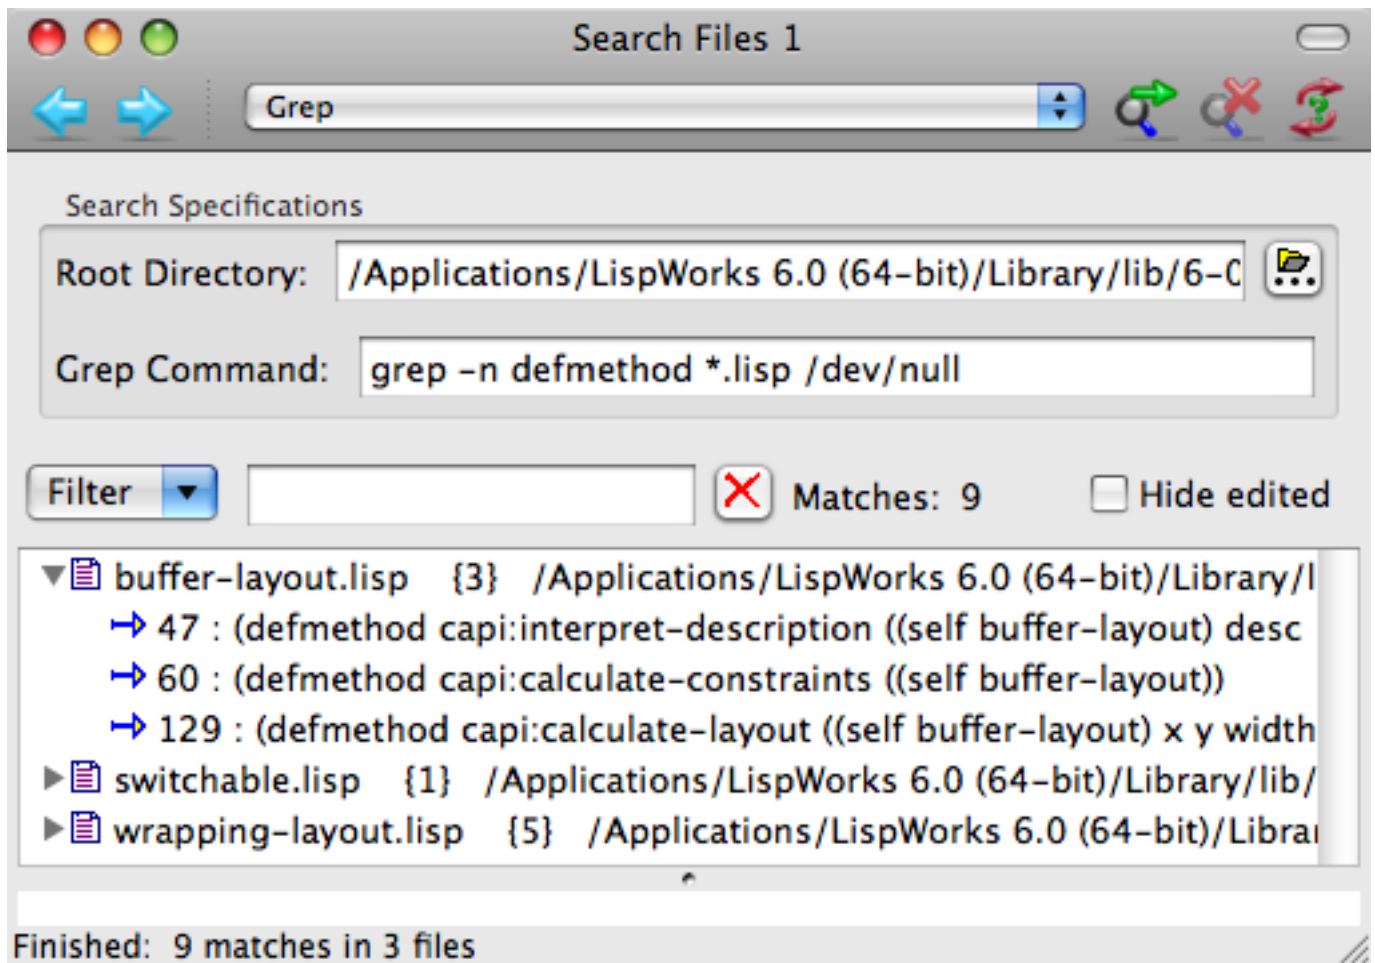 Search Files 1
Grep
Search Specifications
Root Directory: /Applications/LispWorks 6.0 (64-bit)/Library/lib/6-0
Grep Command: grep -n defmethod *.lisp /dev/null
Filter Matches: 9 Hide edited
buffer-layout.lisp {3} /Applications/LispWorks 6.0 (64-bit)/Library/l
47 : (defmethod capi:interpret-description ((self buffer-layout) desc
60 : (defmethod capi:calculate-constraints ((self buffer-layout))
129 : (defmethod capi:calculate-layout ((self buffer-layout) x y width
switchable.lisp {1} /Applications/LispWorks 6.0 (64-bit)/Library/lib/
wrapping-layout.lisp {5} /Applications/LispWorks 6.0 (64-bit)/Librar
Finished: 9 matches in 3 files